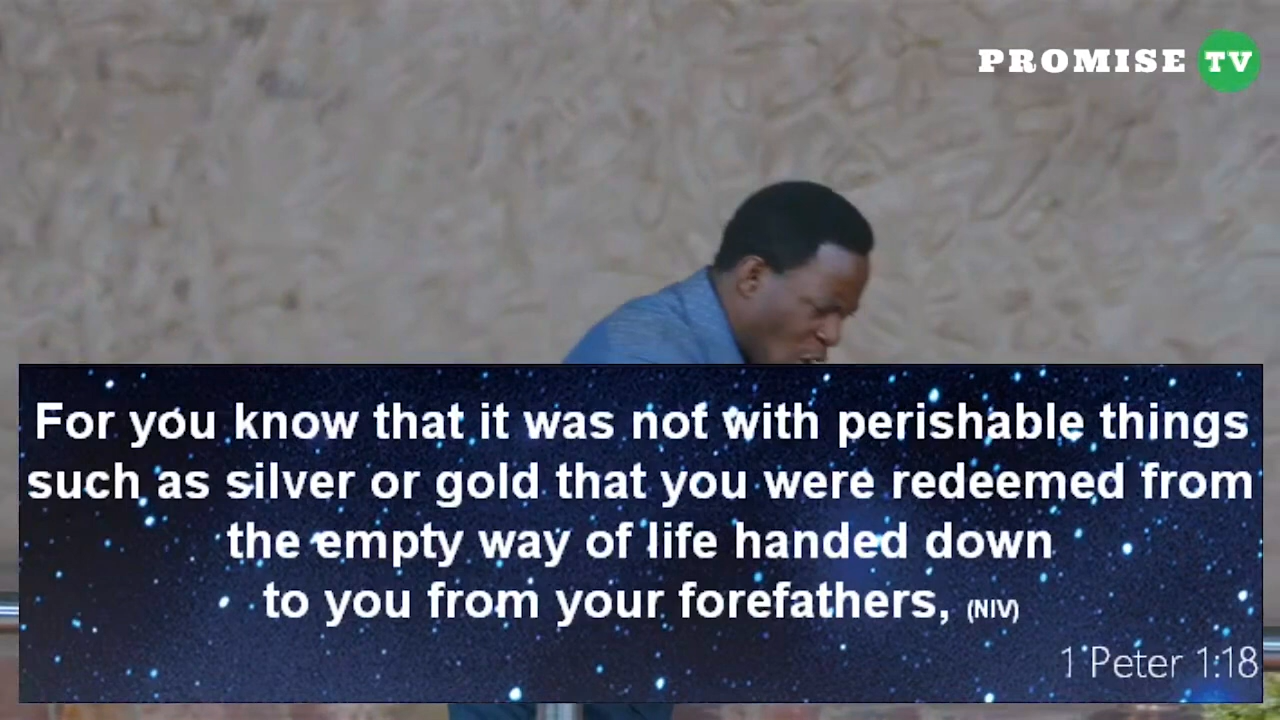 PROMISE TV
For you know that it was not with perishable things
such as silver or gold that you were redeemed from
the empty way of life handed down
to you from your forefathers, (NIV)
1 Peter 1:18